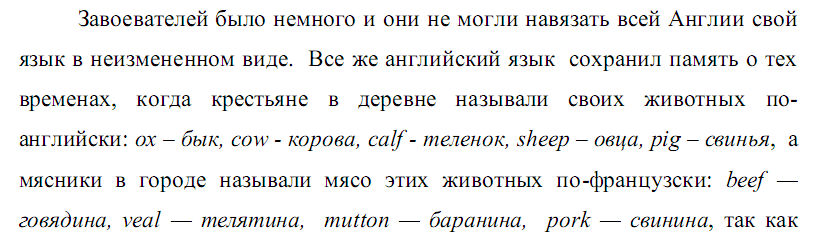 Завоевателей было немного и они не могли навязать всей Англии свой
язык в неизмененном виде. Все же английский язык сохранил память о тех
временах, когда крестьяне в деревне называли своих животных по-
английски: ox – бык, cow - корова, calf - теленок, sheep – овца, pig – свинья, а
мясники в городе называли мясо этих животных по-французски: beef —
говядина, veal — телятина, mutton — баранина, pork — свинина, так как